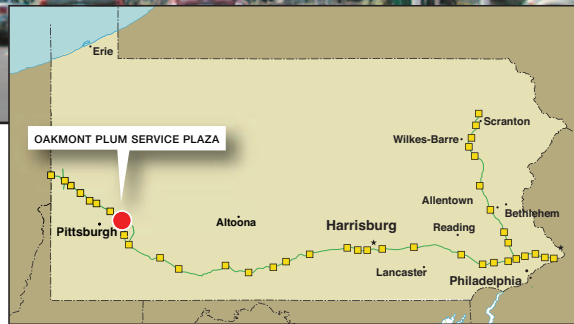 Erie
Scranton
Wilkes-Barre
OAKMONT PLUM SERVICE PLAZA
Allentown
Bethlehem
Altoona
Pittsburgh
Harrisburg
Reading
Lancaster
Philadelphia